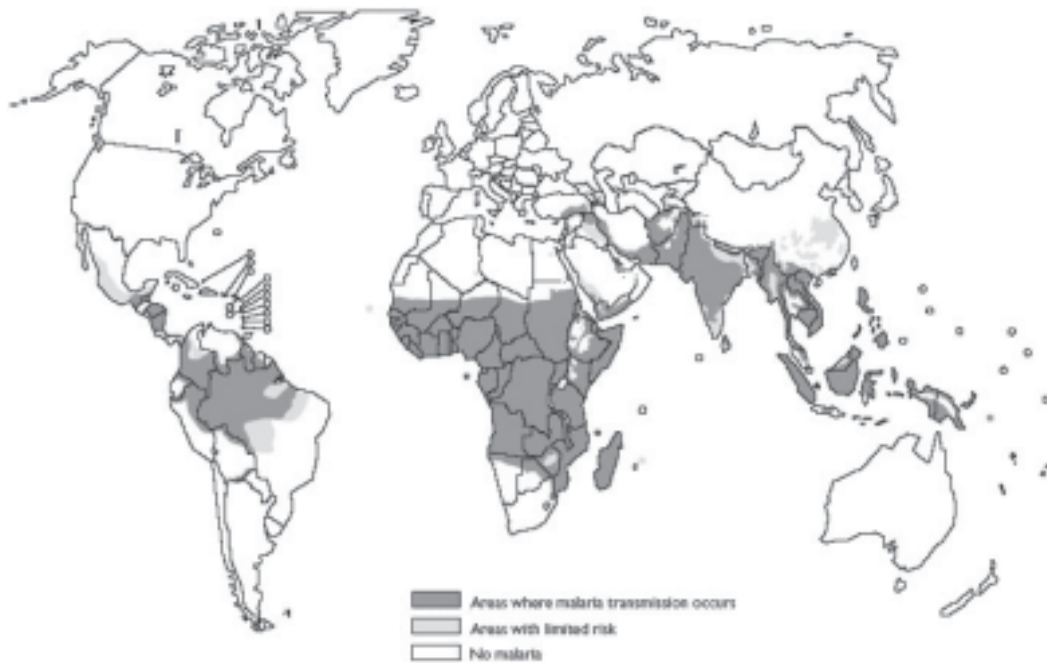 Areas where malaria transmission occurs
Areas with limited risk
No malaria